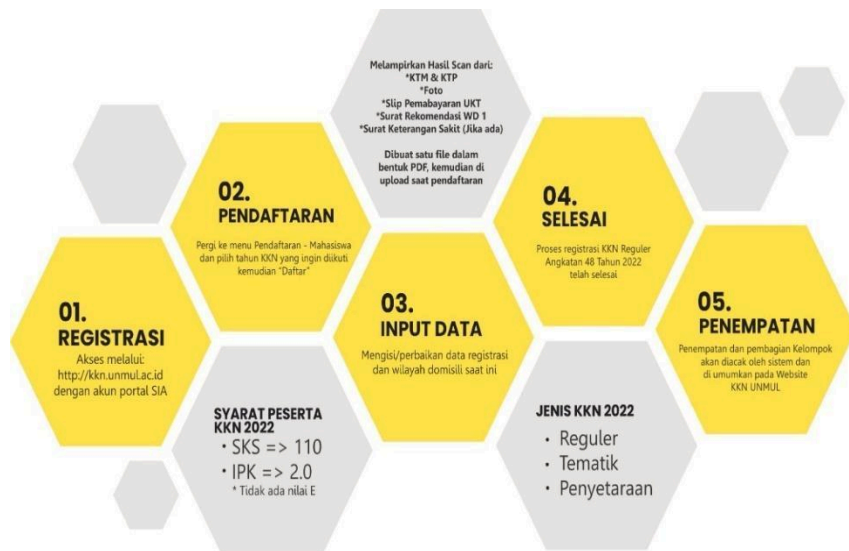 01.
REGISTRASI
Akses melalui:
http://kkn.unmul.ac.id
dengan akun portal SIA
02.
PENDAFTARAN
Pergi ke menu Pendaftaran - Mahasiswa
dan pilih tahun KKN yang ingin diikuti
kemudian "Daftar"
SYARAT PESERTA
KKN 2022
• SKS => 110
• IPK => 2.0
* Tidak ada nilai E
Melampirkan Hasil Scan dari:
*KTM & KTP
*Foto
*Slip Pemabayaran UKT
*Surat Rekomendasi WD 1
*Surat Keterangan Sakit (Jika ada)
Dibuat satu file dalam
bentuk PDF, kemudian di
upload saat pendaftaran
03.
INPUT DATA
Mengisi/perbaikan data registrasi
dan wilayah domisili saat ini
04.
SELESAI
Proses registrasi KKN Reguler
Angkatan 48 Tahun 2022
telah selesai
JENIS KKN 2022
• Reguler
• Tematik
• Penyetaraan
05.
PENEMPATAN
Penempatan dan pembagian Kelompok
akan diacak oleh sistem dan
di umumkan pada Website
KKN UNMUL